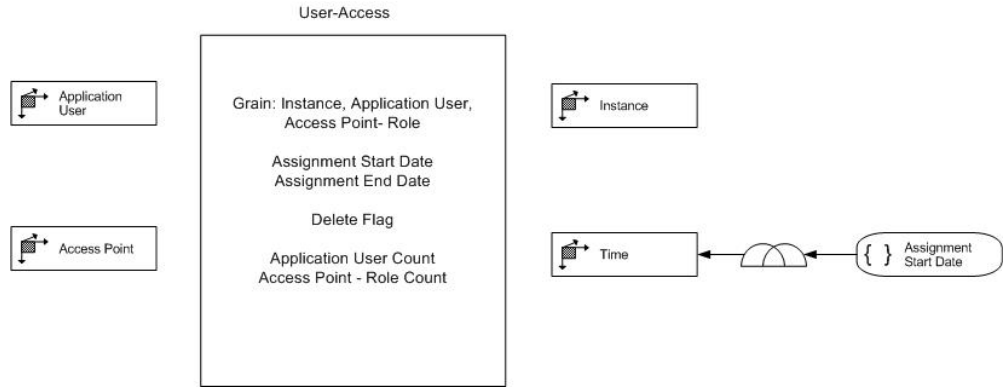 User-Access
Application
User
Grain: Instance, Application User,
Access Point- Role
Instance
Assignment Start Date
Assignment End Date
Delete Flag
Access Point
Application User Count
Access Point - Role Count
Time
{ }
Assignment
Start Date